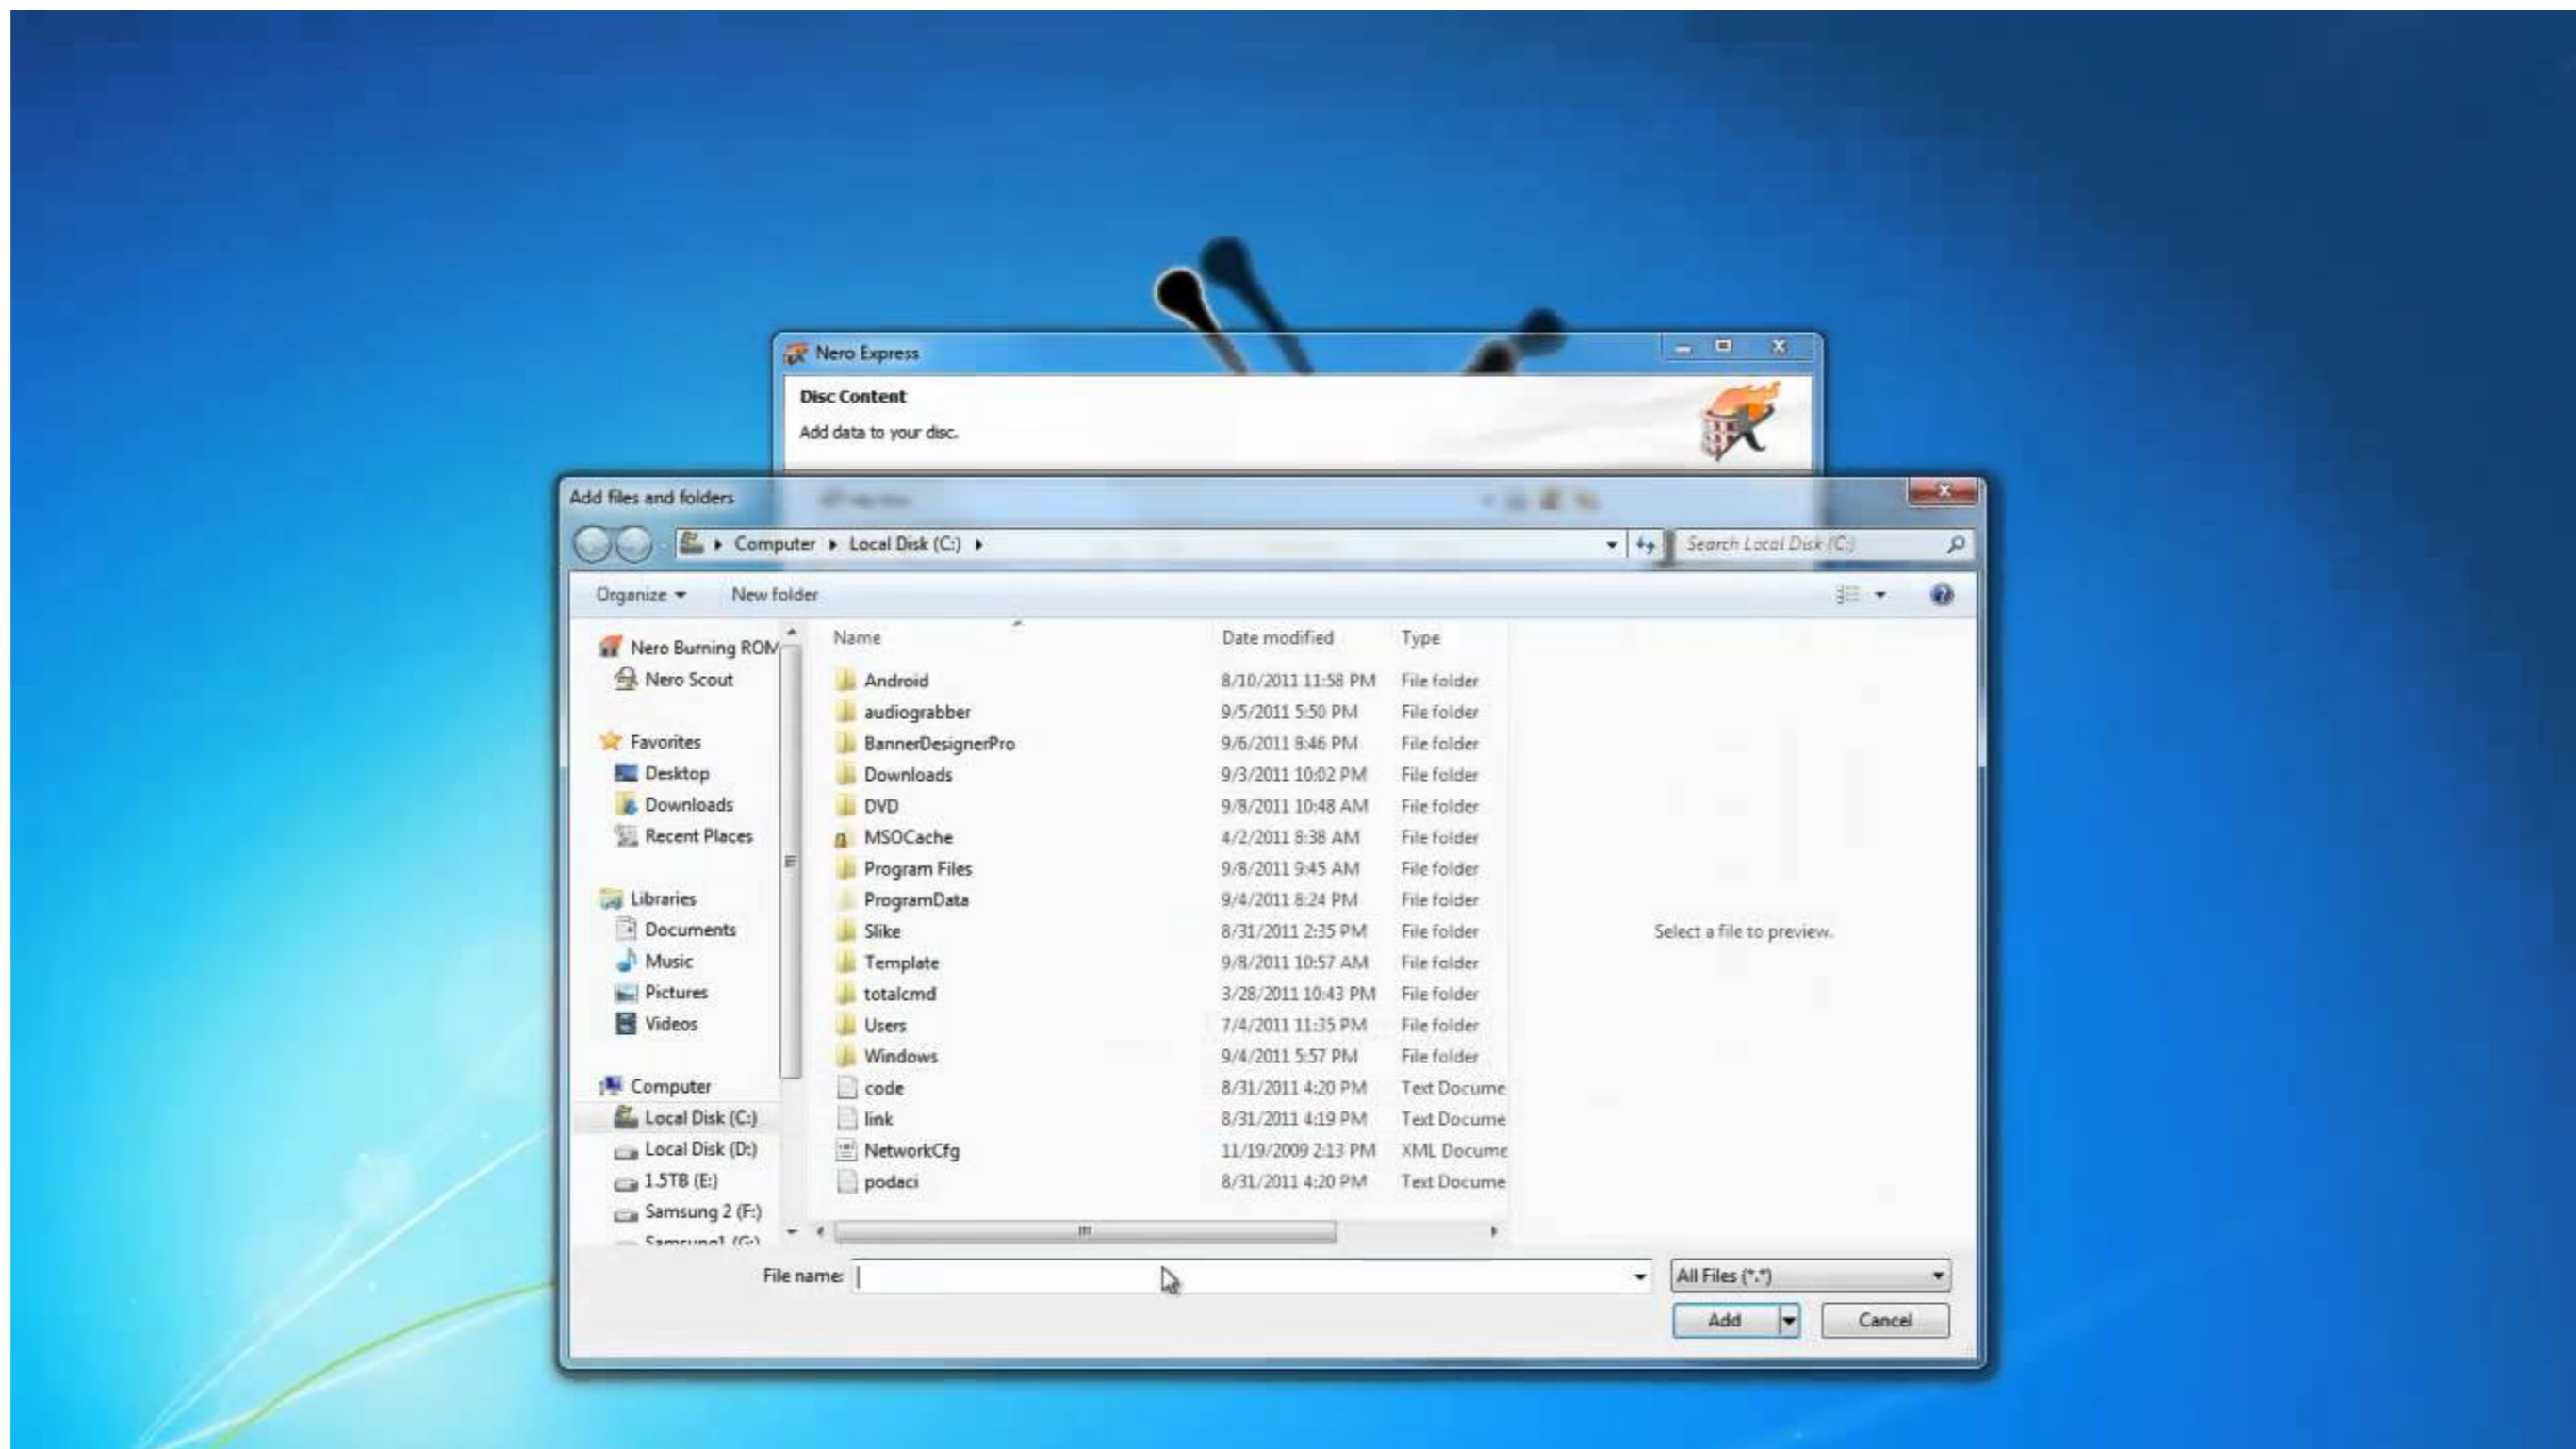 Nero Express
Disc Content
Add data to your disc.
Add files and folders
Computer Local Disk (C:)
Search Local Disk (C:)
Organize New folder
Name Date modified Type
Nero Burning ROM
Nero Scout
Favorites
Desktop
Downloads
Recent Places
Libraries
Documents
Music
Pictures
Videos
Computer
Local Disk (C:)
Local Disk (D:)
1.5TB (E:)
Samsung 2 (F:)
Samsung1 (G:)
Android 8/10/2011 11:58 PM File folder
audiograbber 9/5/2011 5:50 PM File folder
BannerDesignerPro 9/6/2011 8:46 PM File folder
Downloads 9/3/2011 10:02 PM File folder
DVD 9/8/2011 10:48 AM File folder
MSOCache 4/2/2011 8:38 AM File folder
Program Files 9/8/2011 9:45 AM File folder
ProgramData 9/4/2011 8:24 PM File folder
Slike 8/31/2011 2:35 PM File folder
Template 9/8/2011 10:57 AM File folder
totalcmd 3/28/2011 10:43 PM File folder
Users 7/4/2011 11:35 PM File folder
Windows 9/4/2011 5:57 PM File folder
code 8/31/2011 4:20 PM Text Docume
link 8/31/2011 4:19 PM Text Docume
NetworkCfg 11/19/2009 2:13 PM XML Docume
podaci 8/31/2011 4:20 PM Text Docume
Select a file to preview.
File name:
All Files (*.*)
Add Cancel